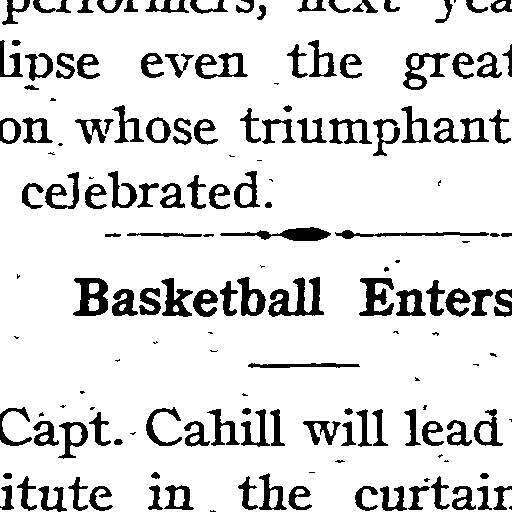 performers, next yea
lipse even the great
on whose triumphant
celebrated.
Basketball Enters
Capt. Cahill will lead
itute in the curtain